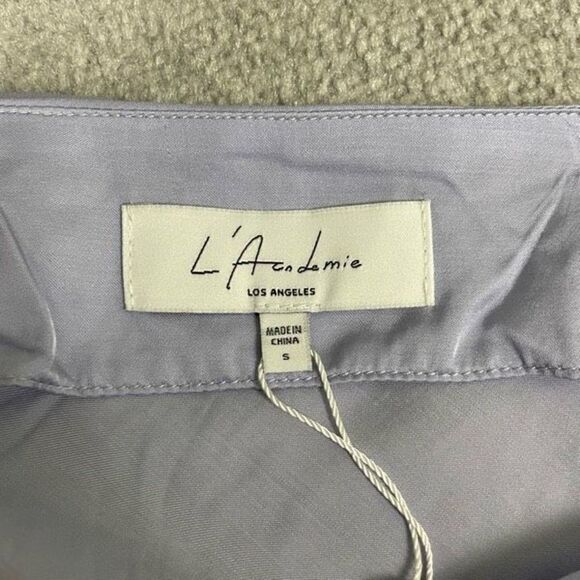 L'Academie
LOS ANGELES
MADE IN
CHINA
S